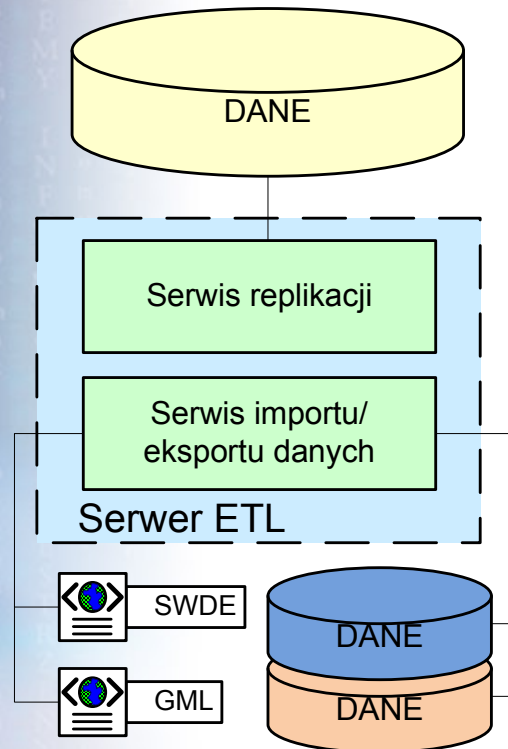 DANE
Serwis replikacji
Serwis importu/
eksportu danych
Serwer ETL
SWDE
GML
DANE
DANE